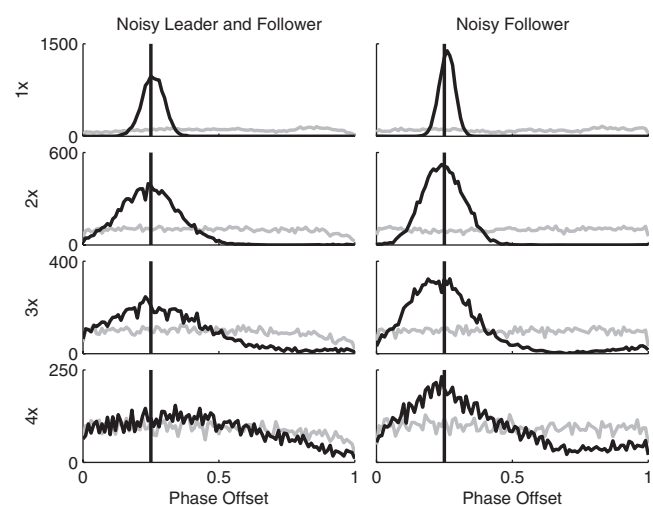 Noisy Leader and Follower
Noisy Follower
1500
1x
0
600
2x
0
400
3x
0
250
4x
0
0 0.5 1
0 0.5 1
Phase Offset
Phase Offset